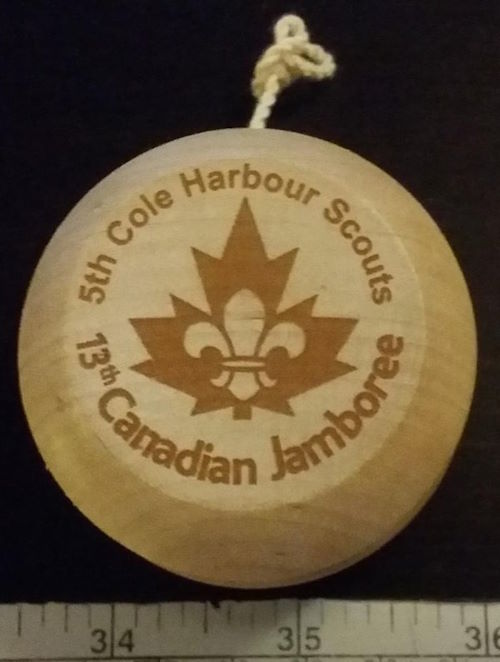 5th Cole Harbour Scouts
13th Canadian Jamboree
34 35 36